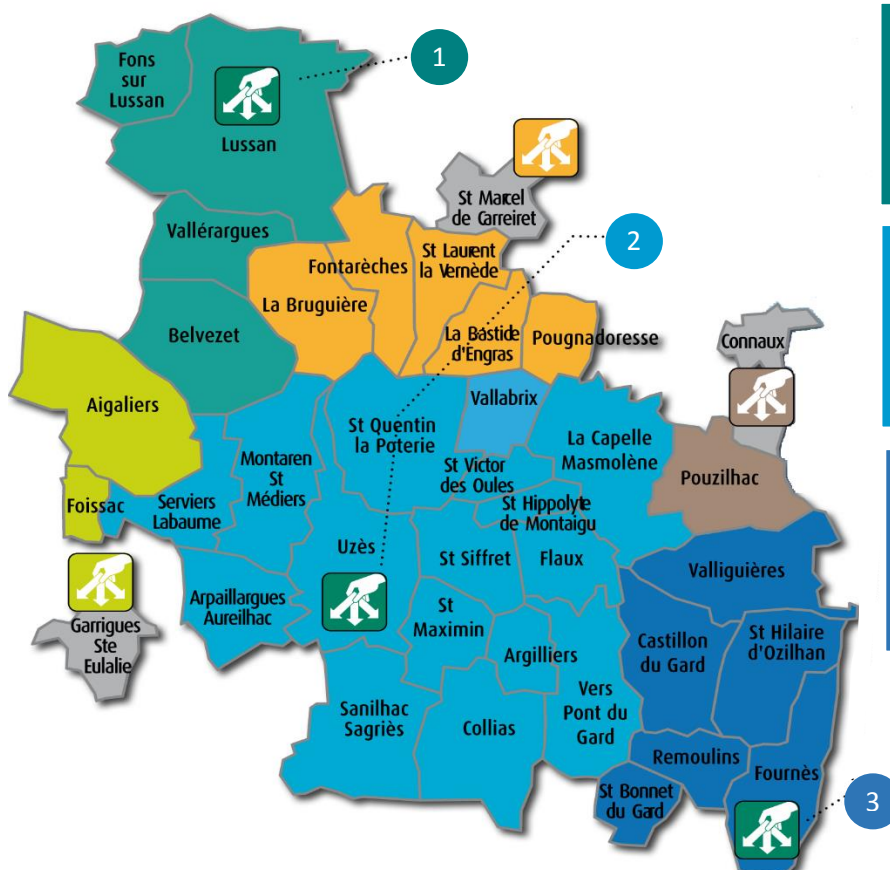 1
Fons
sur
Lussan
Lussan
St Marcel
de Carreiret
2
Vallérargues
Fontarèches
St Laurent
la Vernède
La Bruguière
La Bastide
d'Engras
Pougnadoresse
Belvezet
Connaux
Aigaliers
Vallabrix
St Quentin
la Poterie
La Capelle
Masmolène
Montaren
St
Médiers
St Victor
des Oules
Pouzilhac
Foissac
Serviers
Labaume
St Hippolyte
de Montaigu
Uzès
St Siffret
Flaux
Valliguières
Arpaillargues
Aureilhac
St
Maximin
Garrigues
Ste
Eulalie
Castillon
du Gard
St Hilaire
d'Ozilhan
Argilliers
Sanilhac
Sagriès
Collias
Vers
Pont du
Gard
Remoulins
Fournès
St Bonnet
du Gard
3